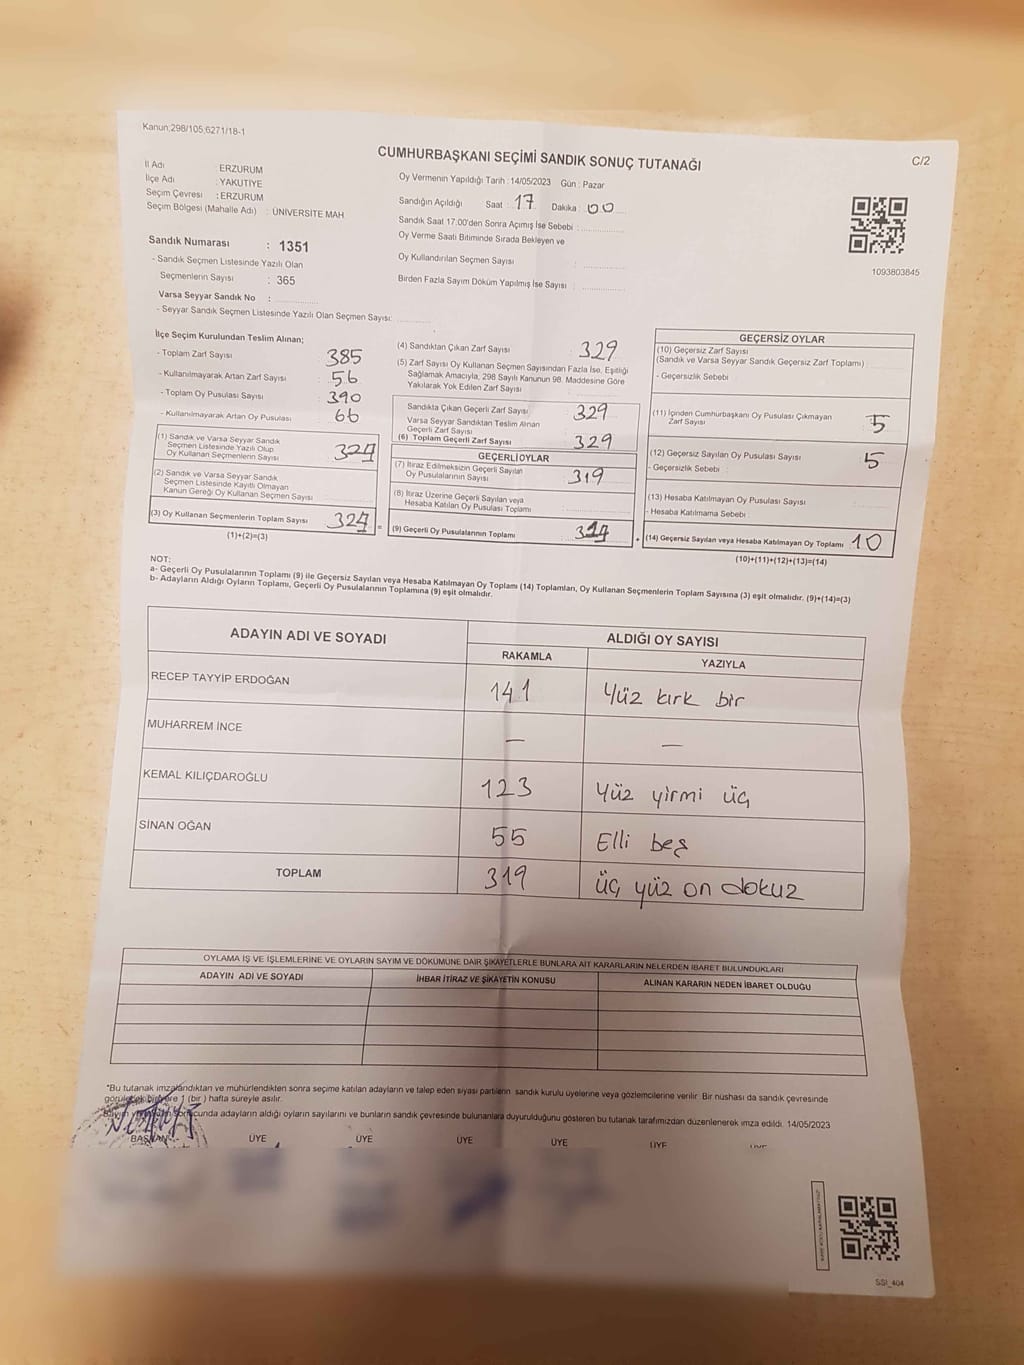 Kanun;298/105;6271/18-1
C/2
CUMHURBAŞKANI SEÇİMİ SANDIK SONUÇ TUTANAĞI
İl Adı : ERZURUM
İlçe Adı : YAKUTİYE
Seçim Çevresi : ERZURUM
Seçim Bölgesi (Mahalle Adı) : ÜNİVERSİTE MAH
Oy Vermenin Yapıldığı Tarih : 14/05/2023 Gün : Pazar
Sandığın Açıldığı Saat : 17 Dakika : 00
Sandık Saat 17:00'den Sonra Açımış İse Sebebi :
Oy Verme Saati Bitiminde Sırada Bekleyen ve
Oy Kullandırılan Seçmen Sayısı :
Birden Fazla Sayım Döküm Yapılmış İse Sayısı :
1093803845
Sandık Numarası : 1351
- Sandık Seçmen Listesinde Yazılı Olan
Seçmenlerin Sayısı : 365
Varsa Seyyar Sandık No :
- Seyyar Sandık Seçmen Listesinde Yazılı Olan Seçmen Sayısı:
İlçe Seçim Kurulundan Teslim Alınan;
- Toplam Zarf Sayısı : 385
- Kullanılmayarak Artan Zarf Sayısı : 56
- Toplam Oy Pusulası Sayısı : 390
- Kullanılmayarak Artan Oy Pusulası : 66
(1) Sandık ve Varsa Seyyar Sandık
Seçmen Listesinde Yazılı Olup
Oy Kullanan Seçmenlerin Sayısı
(2) Sandık ve Varsa Seyyar Sandık
Seçmen Listesinde Kayıtlı Olmayan
Kanun Gereği Oy Kullanan Seçmen Sayısı
(3) Oy Kullanan Seçmenlerin Toplam Sayısı
(1)+(2)=(3)
(4) Sandıktan Çıkan Zarf Sayısı : 329
(5) Zarf Sayısı Oy Kullanan Seçmen Sayısından Fazla İse, Eşitliği
Sağlamak Amacıyla, 298 Sayılı Kanunun 98. Maddesine Göre
Yakılarak Yok Edilen Zarf Sayısı :
Sandıkta Çıkan Geçerli Zarf Sayısı : 329
Varsa Seyyar Sandıktan Teslim Alınan
Geçerli Zarf Sayısı
(6) Toplam Geçerli Zarf Sayısı : 329
GEÇERLİ OYLAR
(7) İtiraz Edilmeksizin Geçerli Sayılan
Oy Pusulalarının Sayısı : 319
(8) İtiraz Üzerine Geçerli Sayılan veya
Hesaba Katılan Oy Pusulası Toplamı
(9) Geçerli Oy Pusulalarının Toplamı
GEÇERSİZ OYLAR
(10) Geçersiz Zarf Sayısı
(Sandık ve Varsa Seyyar Sandık Geçersiz Zarf Toplamı)
- Geçersizlik Sebebi :
(11) İçinden Cumhurbaşkanı Oy Pusulası Çıkmayan
Zarf Sayısı : 5
(12) Geçersiz Sayılan Oy Pusulası Sayısı : 5
- Geçersizlik Sebebi :
(13) Hesaba Katılmayan Oy Pusulası Sayısı
- Hesaba Katılmama Sebebi :
(14) Geçersiz Sayılan veya Hesaba Katılmayan Oy Toplamı 10
(10)+(11)+(12)+(13)=(14)
NOT:
a- Geçerli Oy Pusulalarının Toplamı (9) ile Geçersiz Sayılan veya Hesaba Katılmayan Oy Toplamı (14) Toplamları, Oy Kullanan Seçmenlerin Toplam Sayısına (3) eşit olmalıdır. (9)+(14)=(3)
b- Adayların Aldığı Oyların Toplamı, Geçerli Oy Pusulalarının Toplamına (9) eşit olmalıdır.
ADAYIN ADI VE SOYADI ALDIĞI OY SAYISI
RAKAMLA YAZIYLA
RECEP TAYYİP ERDOĞAN 141 Yüz kırk bir
MUHARREM İNCE — —
KEMAL KILIÇDAROĞLU 123 Yüz yirmi üç
SİNAN OĞAN 55 Elli beş
TOPLAM 319 üç yüz on dokuz
OYLAMA İŞ VE İŞLEMLERİNE VE OYLARIN SAYIM VE DÖKÜMÜNE DAİR ŞİKAYETLERLE BUNLARA AİT KARARLARIN NELERDEN İBARET BULUNDUKLARI
ADAYIN ADI VE SOYADI İHBAR İTİRAZ VE ŞİKAYETİN KONUSU ALINAN KARARIN NEDEN İBARET OLDUĞU
*Bu tutanak imzalandıktan ve mühürlendikten sonra seçime katılan adayların ve talep eden siyasi partilerin sandık kurulu üyelerine veya gözlemcilerine verilir. Bir nüshası da sandık çevresinde
1 (bir) hafta süreyle asılır.
adayların aldığı oyların sayılarını ve bunların sandık çevresinde bulunanlara duyurulduğunu gösteren bu tutanak tarafımızdan düzenlenerek imza edildi. 14/05/2023
BAŞKAN ÜYE ÜYE ÜYE ÜYE ÜYE
SSI_404